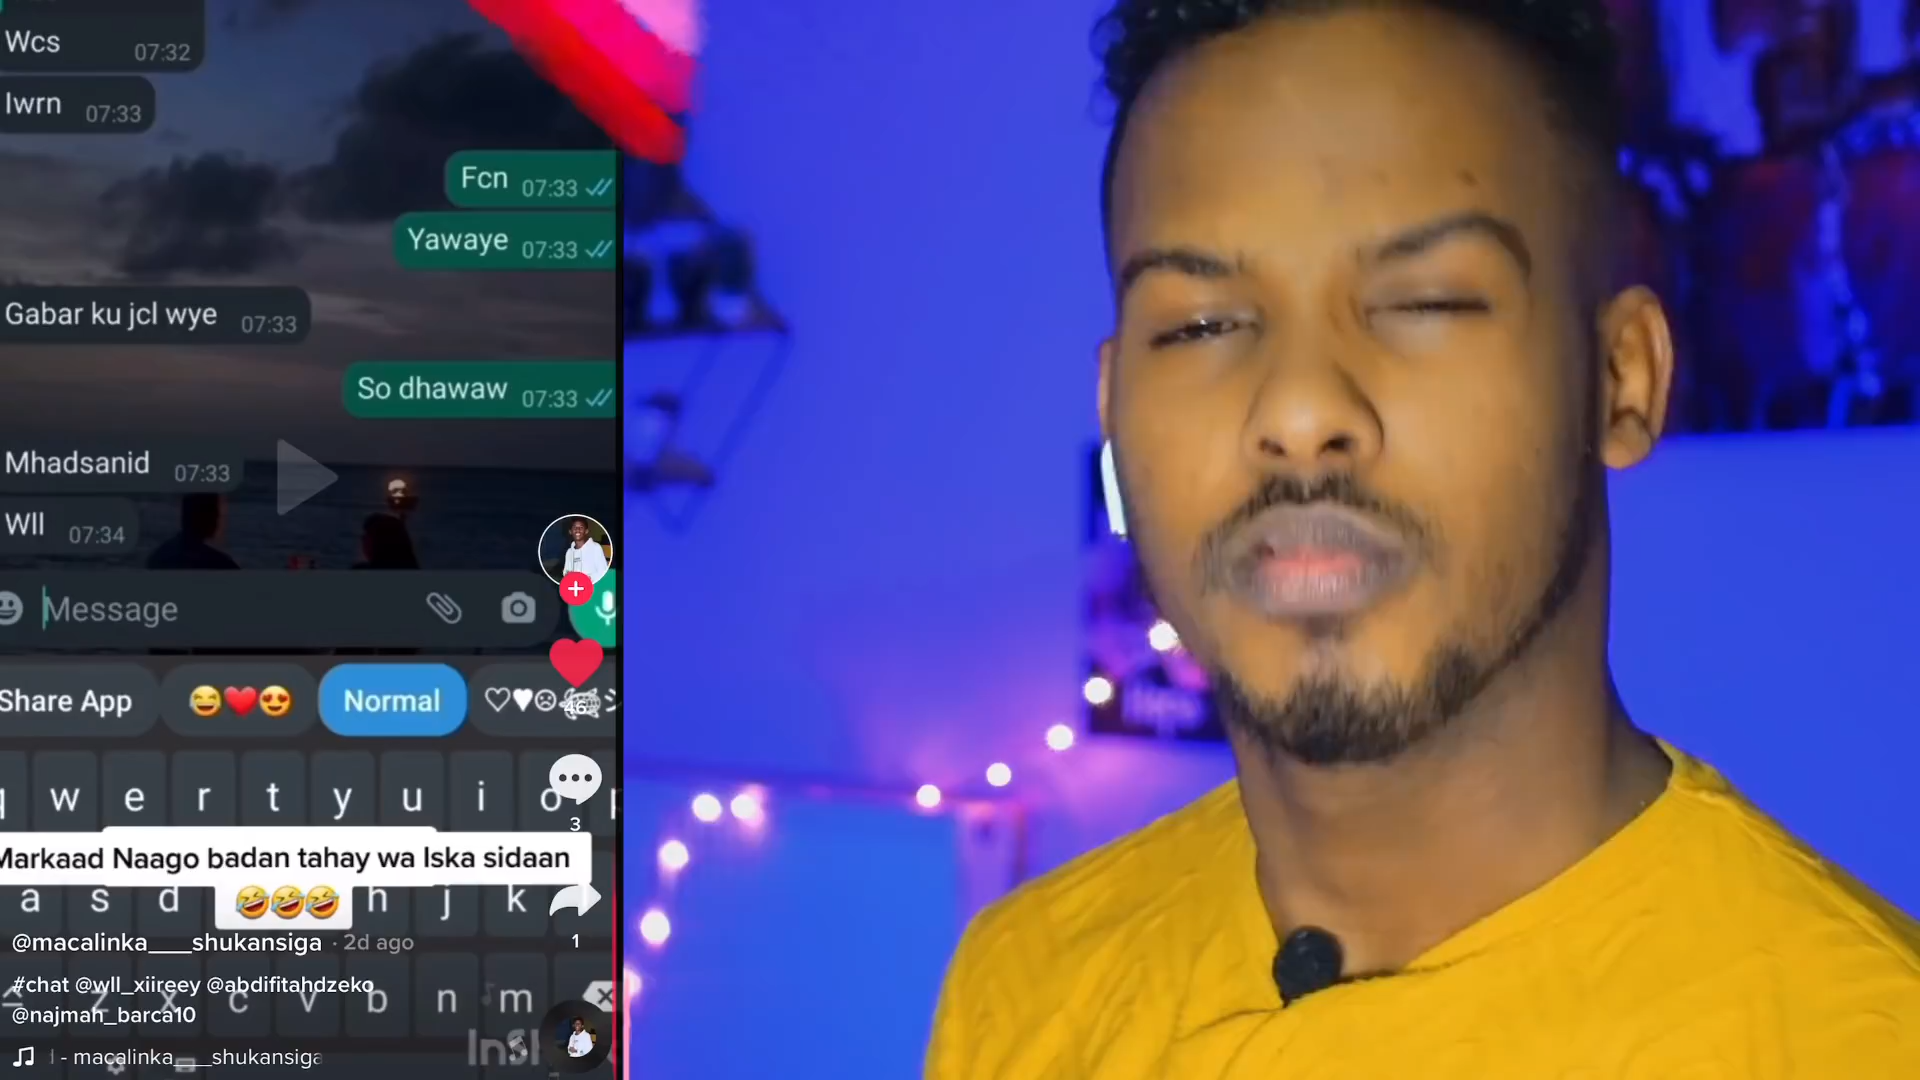 Wcs 07:32
Iwrn 07:33
Fcn 07:33
Yawaye 07:33
Gabar ku jcl wye 07:33
So dhawaw 07:33
Mhadsanid 07:33
Wll 07:34
Message
Share App
Normal
46
q w e r t y u i o p
3
Markaad Naago badan tahay wa Iska sidaan
🤣🤣🤣
a s d h j k
1
@macalinka___shukansiga · 2d ago
#chat @wll_xiireey @abdifitahdzeko
@najmah_barca10
z x c v b n m
macalinka___shukansiga